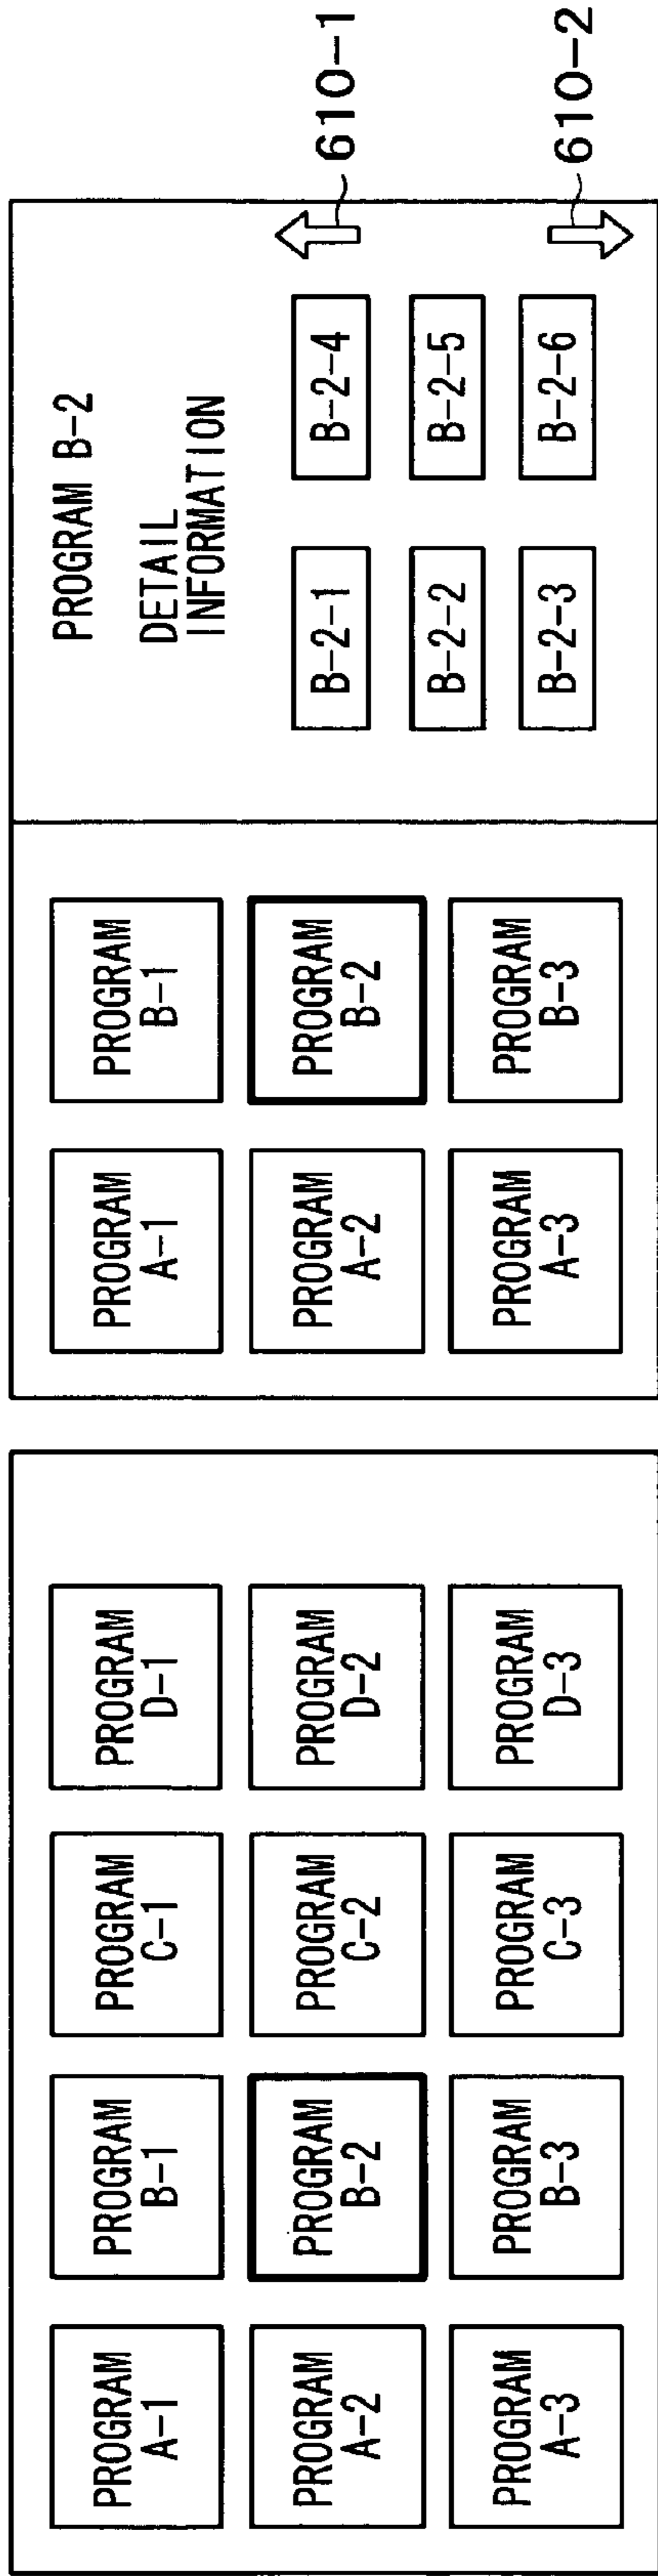 PROGRAM
A-1
PROGRAM
B-1
PROGRAM
C-1
PROGRAM
D-1
PROGRAM
A-2
PROGRAM
B-2
PROGRAM
C-2
PROGRAM
D-2
PROGRAM
A-3
PROGRAM
B-3
PROGRAM
C-3
PROGRAM
D-3
PROGRAM
A-1
PROGRAM
B-1
PROGRAM
A-2
PROGRAM
B-2
PROGRAM
A-3
PROGRAM
B-3
PROGRAM B-2
DETAIL
INFORMATION
B-2-1
B-2-4
B-2-2
B-2-5
B-2-3
B-2-6
610-1
610-2